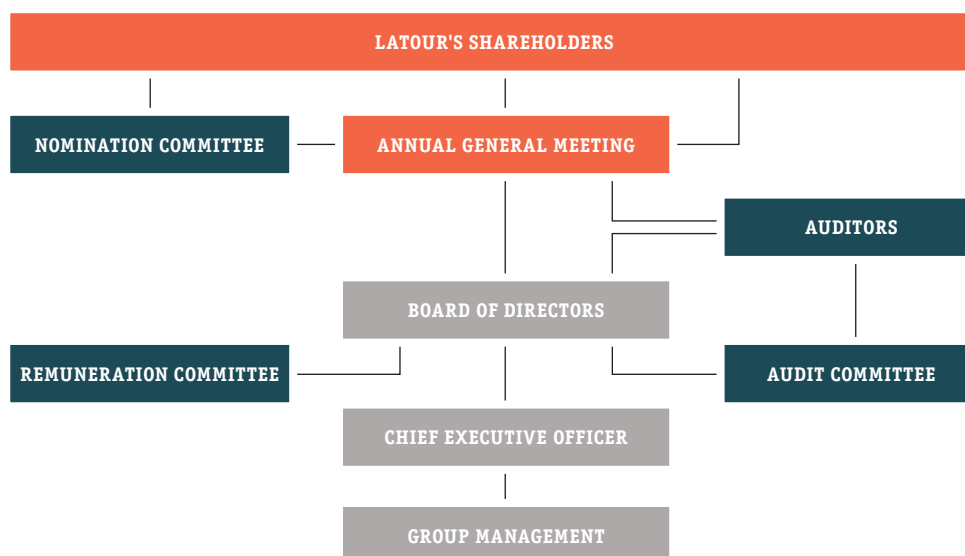 LATOUR'S SHAREHOLDERS
NOMINATION COMMITTEE
ANNUAL GENERAL MEETING
AUDITORS
BOARD OF DIRECTORS
REMUNERATION COMMITTEE
AUDIT COMMITTEE
CHIEF EXECUTIVE OFFICER
GROUP MANAGEMENT